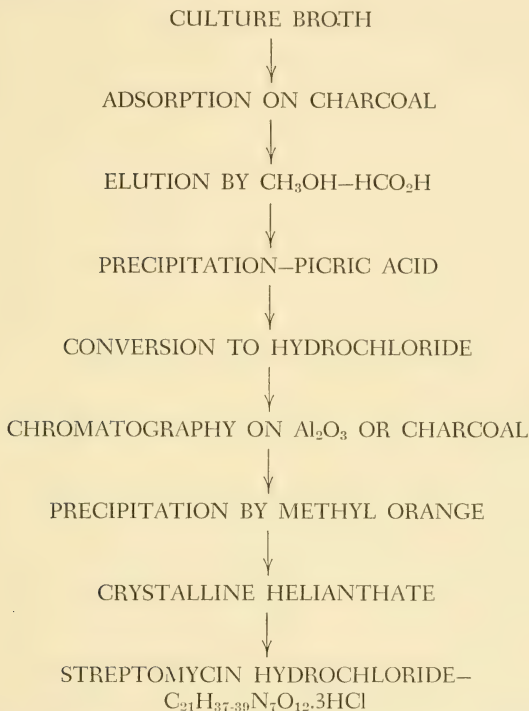 CULTURE BROTH
ADSORPTION ON CHARCOAL
ELUTION BY CH₃OH–HCO₂H
PRECIPITATION–PICRIC ACID
CONVERSION TO HYDROCHLORIDE
CHROMATOGRAPHY ON Al₂O₃ OR CHARCOAL
PRECIPITATION BY METHYL ORANGE
CRYSTALLINE HELIANTHATE
STREPTOMYCIN HYDROCHLORIDE–
C₂₁H₃₇₋₃₉N₇O₁₂.3HCl